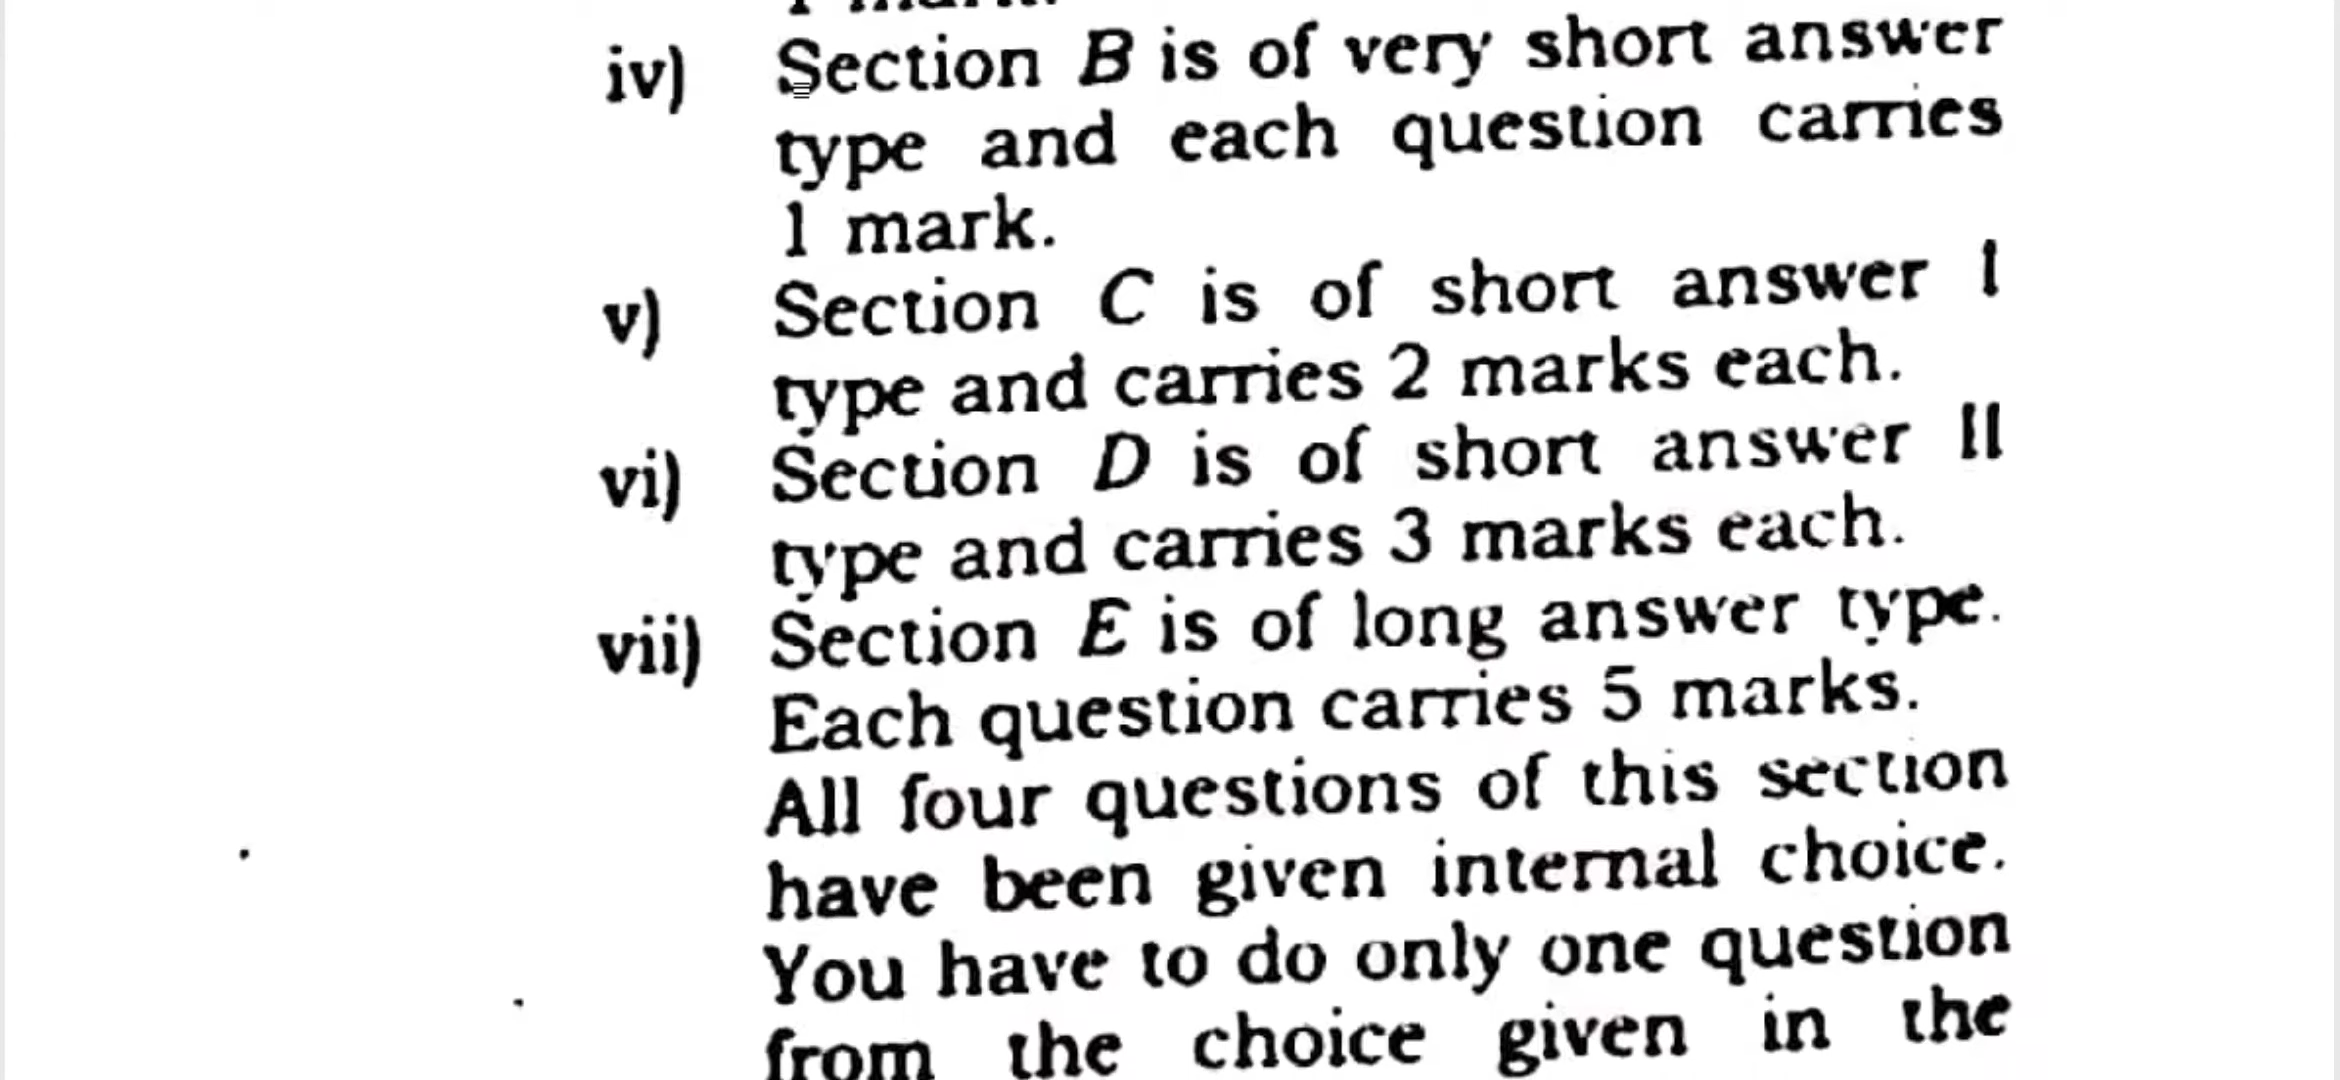 1 mark.
iv) Section B is of very short answer
type and each question carries
1 mark.
v) Section C is of short answer I
type and carries 2 marks each.
vi) Section D is of short answer II
type and carries 3 marks each.
vii) Section E is of long answer type.
Each question carries 5 marks.
All four questions of this section
have been given internal choice.
You have to do only one question
from the choice given in the